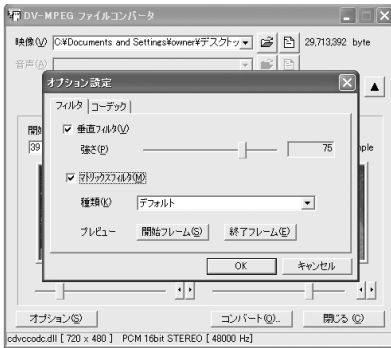 DV-MPEG ファイルコンバータ
映像(V) C:¥Documents and Settings¥owner¥デスクトッ 29,713,392 byte
音声(A) byte
オプション設定
フィルタ コーデック
垂直フィルタ(V)
強さ(P) 75
マトリックスフィルタ(M)
種類(K) デフォルト
プレビュー 開始フレーム(S) 終了フレーム(E)
OK キャンセル
開始
39
ple
オプション(S) コンバート(O)... 閉じる(C)
cdvccodc.dll [ 720 x 480 ] PCM 16bit STEREO [ 48000 Hz]